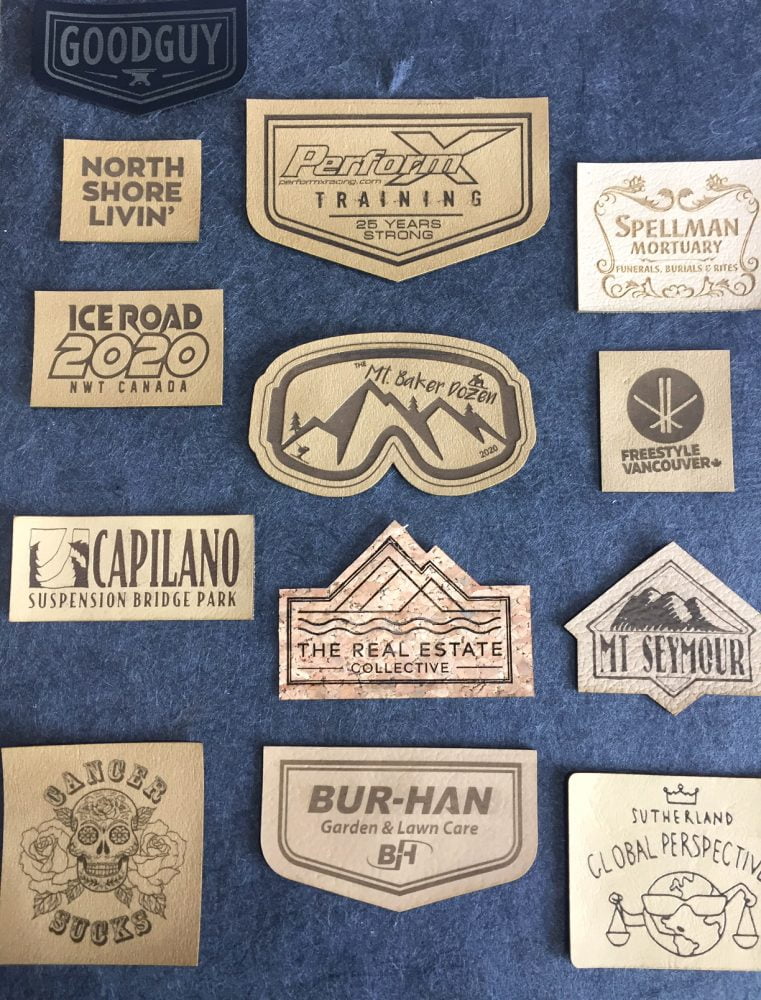 GOODGUY
NORTH
SHORE
LIVIN'
PerformX
performxracing.com
TRAINING
25 YEARS
STRONG
SPELLMAN
MORTUARY
FUNERALS, BURIALS & RITES
ICE ROAD
2020
NWT CANADA
THE Mt. Baker Dozen
2020
FREESTYLE
VANCOUVER
CAPILANO
SUSPENSION BRIDGE PARK
THE REAL ESTATE
COLLECTIVE
MT SEYMOUR
CANCER
SUCKS
BUR-HAN
Garden & Lawn Care
BH
SUTHERLAND
GLOBAL PERSPECTIVE